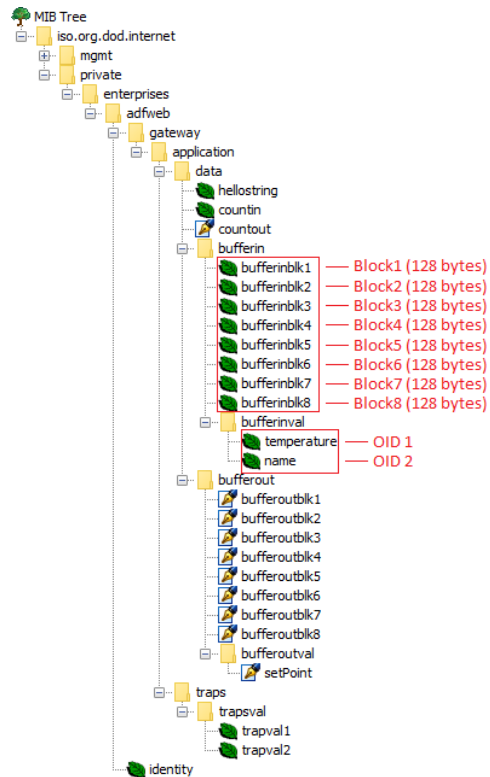 MIB Tree
iso.org.dod.internet
mgmt
private
enterprises
adfweb
gateway
application
data
hellostring
countin
countout
bufferin
bufferinblk1 Block1 (128 bytes)
bufferinblk2 Block2 (128 bytes)
bufferinblk3 Block3 (128 bytes)
bufferinblk4 Block4 (128 bytes)
bufferinblk5 Block5 (128 bytes)
bufferinblk6 Block6 (128 bytes)
bufferinblk7 Block7 (128 bytes)
bufferinblk8 Block8 (128 bytes)
bufferinval
temperature OID 1
name OID 2
bufferout
bufferoutblk1
bufferoutblk2
bufferoutblk3
bufferoutblk4
bufferoutblk5
bufferoutblk6
bufferoutblk7
bufferoutblk8
bufferoutval
setPoint
traps
trapsval
trapval1
trapval2
identity